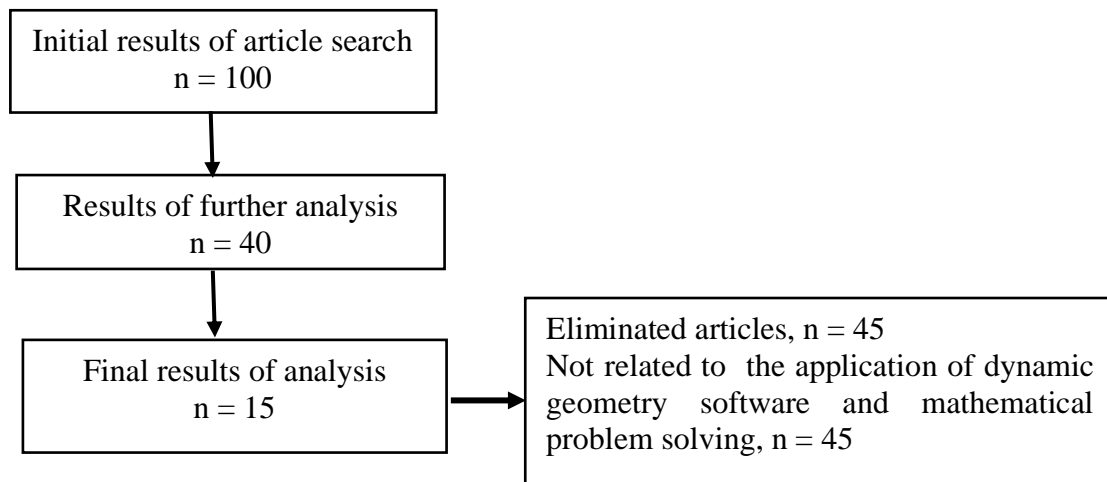 Initial results of article search
n = 100
Results of further analysis
n = 40
Final results of analysis
n = 15
Eliminated articles, n = 45
Not related to the application of dynamic
geometry software and mathematical
problem solving, n = 45